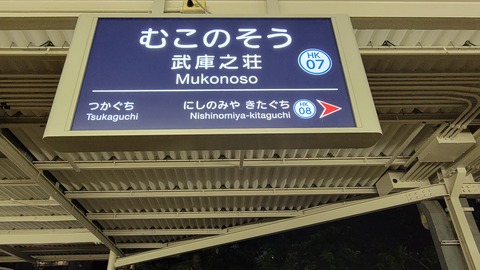 むこのそう
武庫之荘
Mukonoso
HK
07
つかぐち
Tsukaguchi
にしのみや きたぐち
Nishinomiya-kitaguchi
HK
08